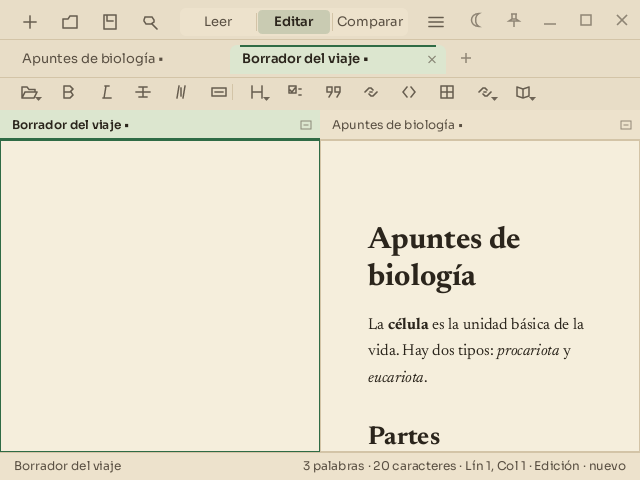 Leer Editar Comparar
Apuntes de biología ▪ Borrador del viaje ▪
Borrador del viaje ▪ Apuntes de biología ▪
Apuntes de
biología
La célula es la unidad básica de la
vida. Hay dos tipos: procariota y
eucariota.
Partes
Borrador del viaje 3 palabras · 20 caracteres · Lín 1, Col 1 · Edición · nuevo